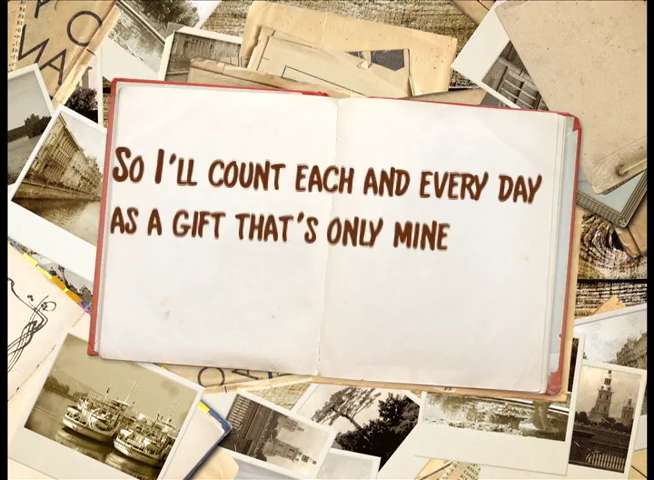 So I'll count each and every day
as a gift that's only mine